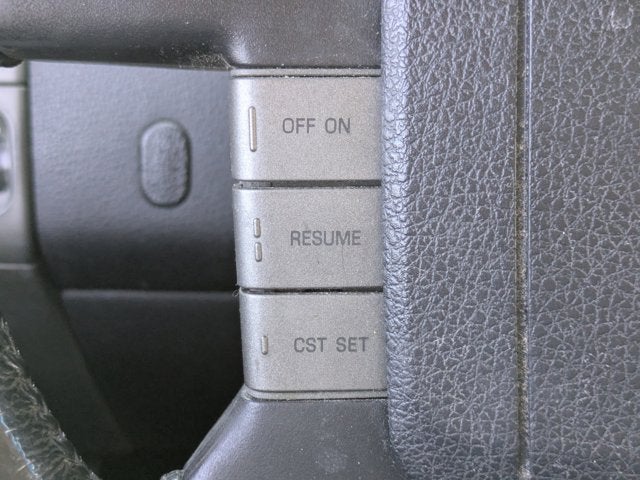 OFF ON
RESUME
CST SET